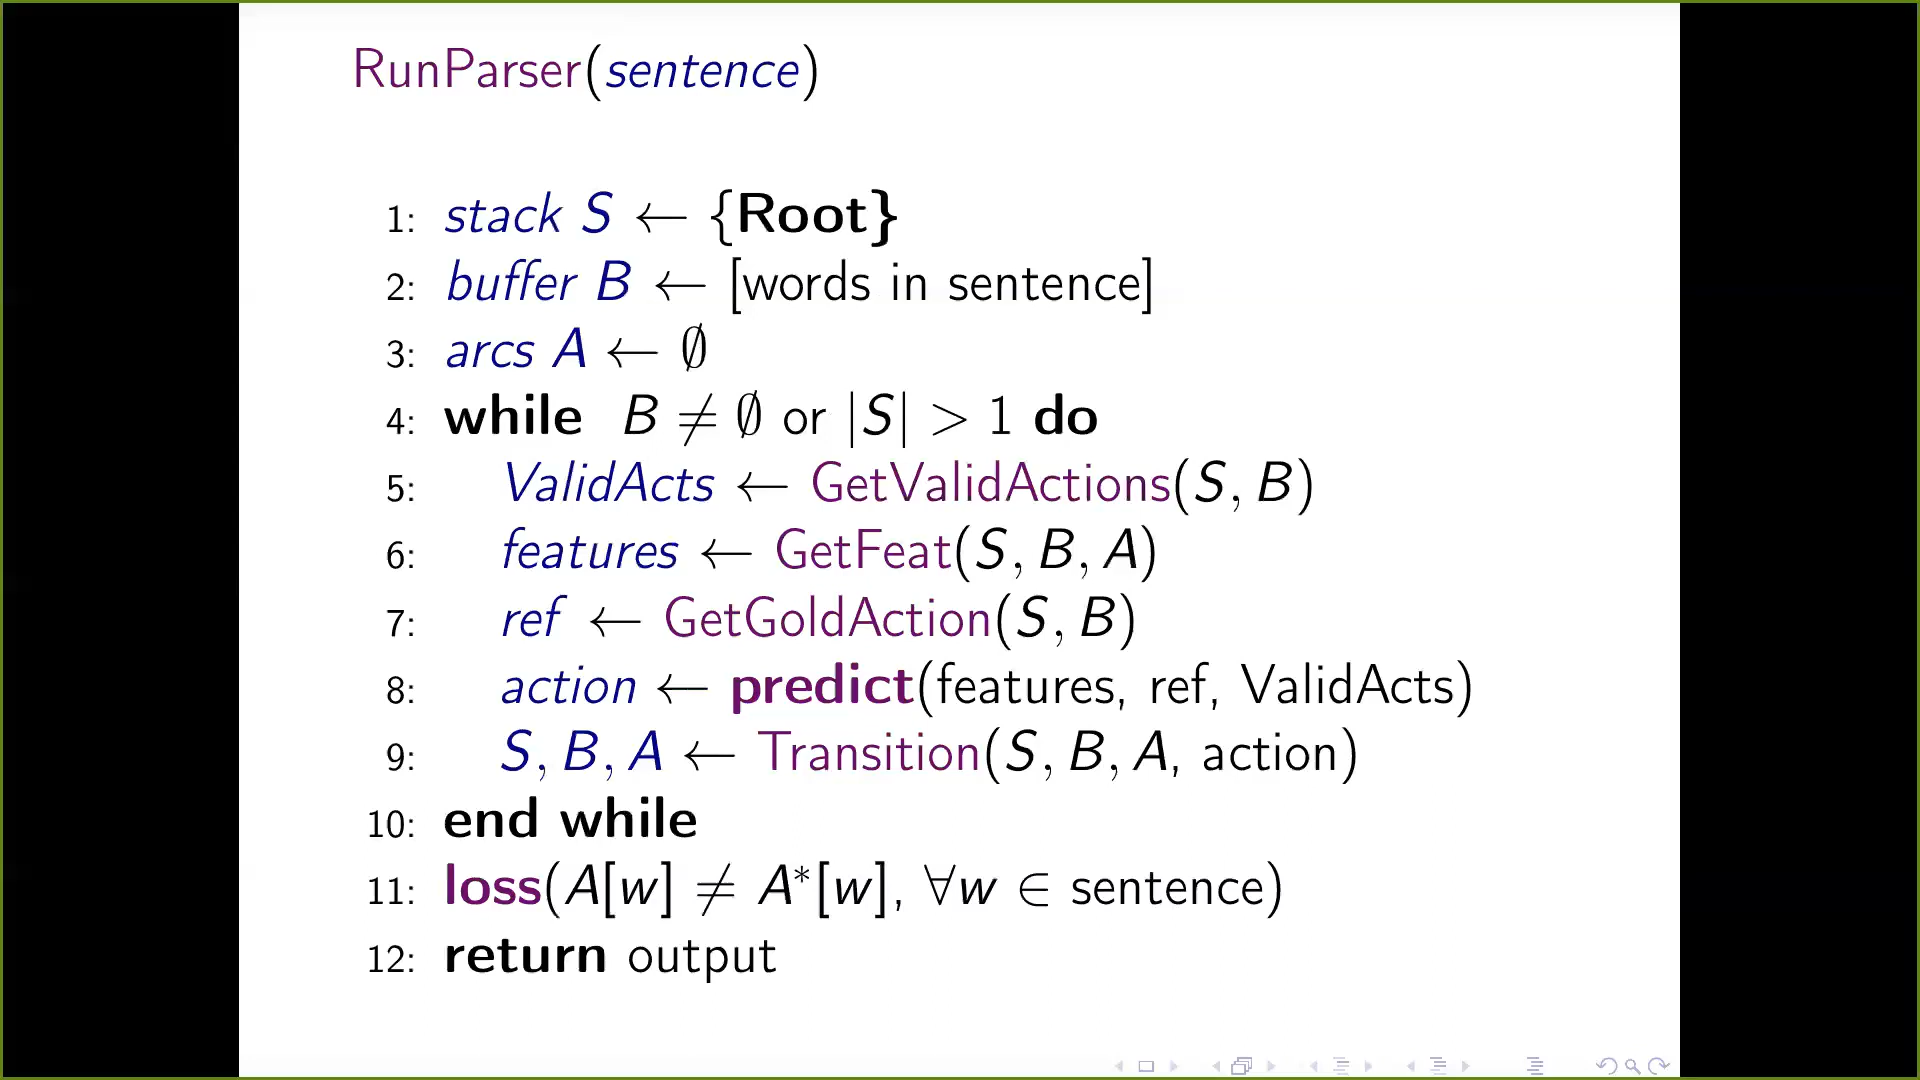 RunParser(sentence)
1: stack S ← {Root}
2: buffer B ← [words in sentence]
3: arcs A ← ∅
4: while B ≠ ∅ or |S| > 1 do
5: ValidActs ← GetValidActions(S, B)
6: features ← GetFeat(S, B, A)
7: ref ← GetGoldAction(S, B)
8: action ← predict(features, ref, ValidActs)
9: S, B, A ← Transition(S, B, A, action)
10: end while
11: loss(A[w] ≠ A*[w], ∀w ∈ sentence)
12: return output